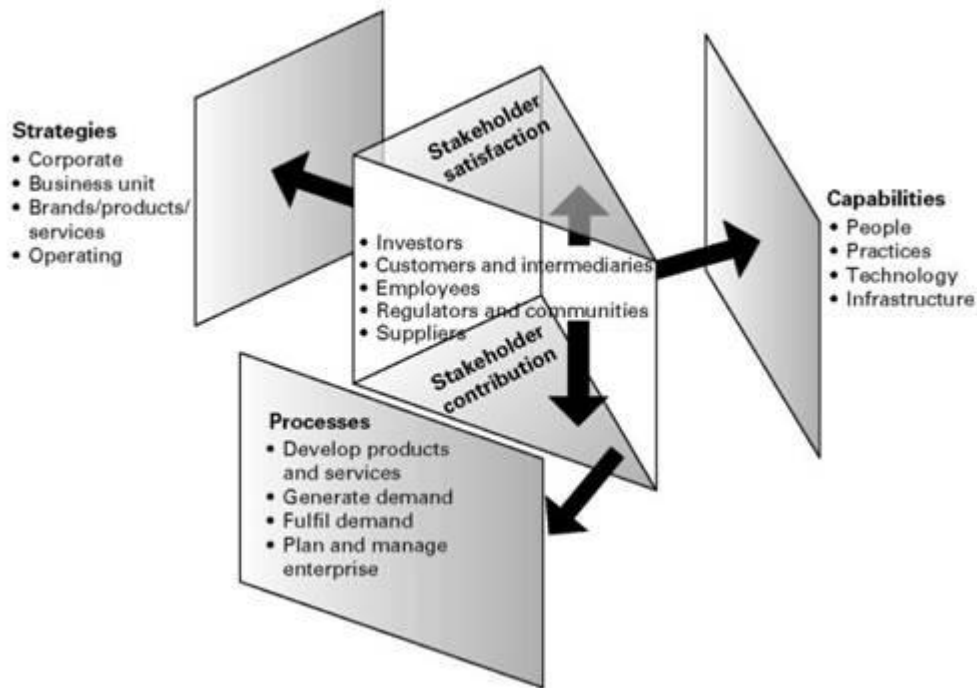 Stakeholder
satisfaction
Strategies
• Corporate
• Business unit
• Brands/products/
services
• Operating
• Investors
• Customers and intermediaries
• Employees
• Regulators and communities
• Suppliers
Capabilities
• People
• Practices
• Technology
• Infrastructure
Stakeholder
contribution
Processes
• Develop products
and services
• Generate demand
• Fulfil demand
• Plan and manage
enterprise